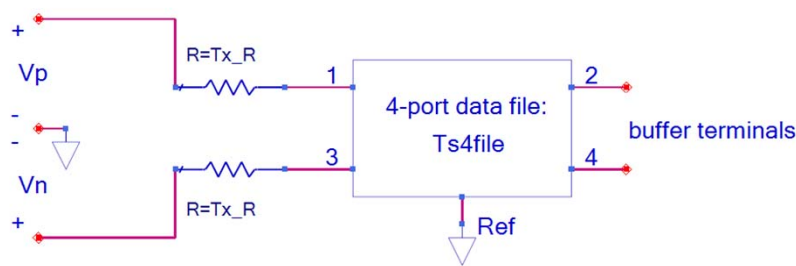 +
R=Tx_R
Vp
1
2
4-port data file:
Ts4file
-
-
buffer terminals
Vn
3
4
R=Tx_R
+
Ref